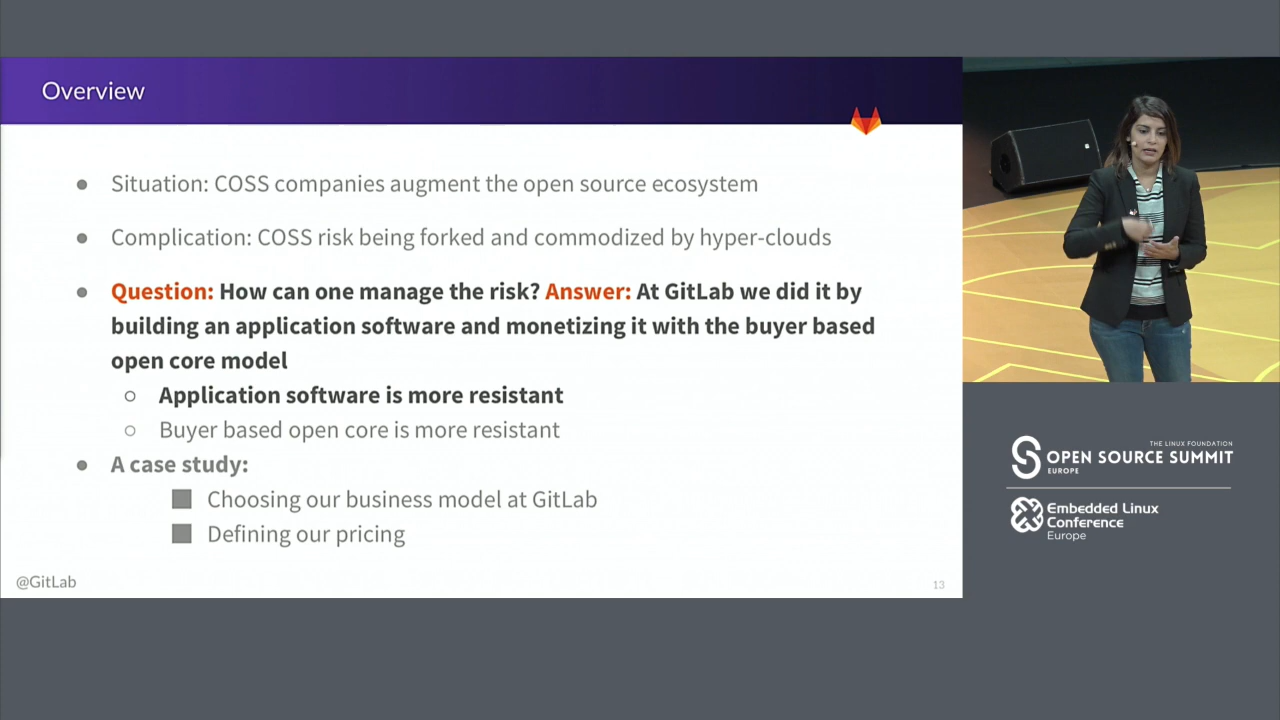 Overview
● Situation: COSS companies augment the open source ecosystem
● Complication: COSS risk being forked and commodized by hyper-clouds
● Question: How can one manage the risk? Answer: At GitLab we did it by
building an application software and monetizing it with the buyer based
open core model
○ Application software is more resistant
○ Buyer based open core is more resistant
● A case study:
■ Choosing our business model at GitLab
■ Defining our pricing
@GitLab
13
THE LINUX FOUNDATION
OPEN SOURCE SUMMIT
EUROPE
Embedded Linux
Conference
Europe